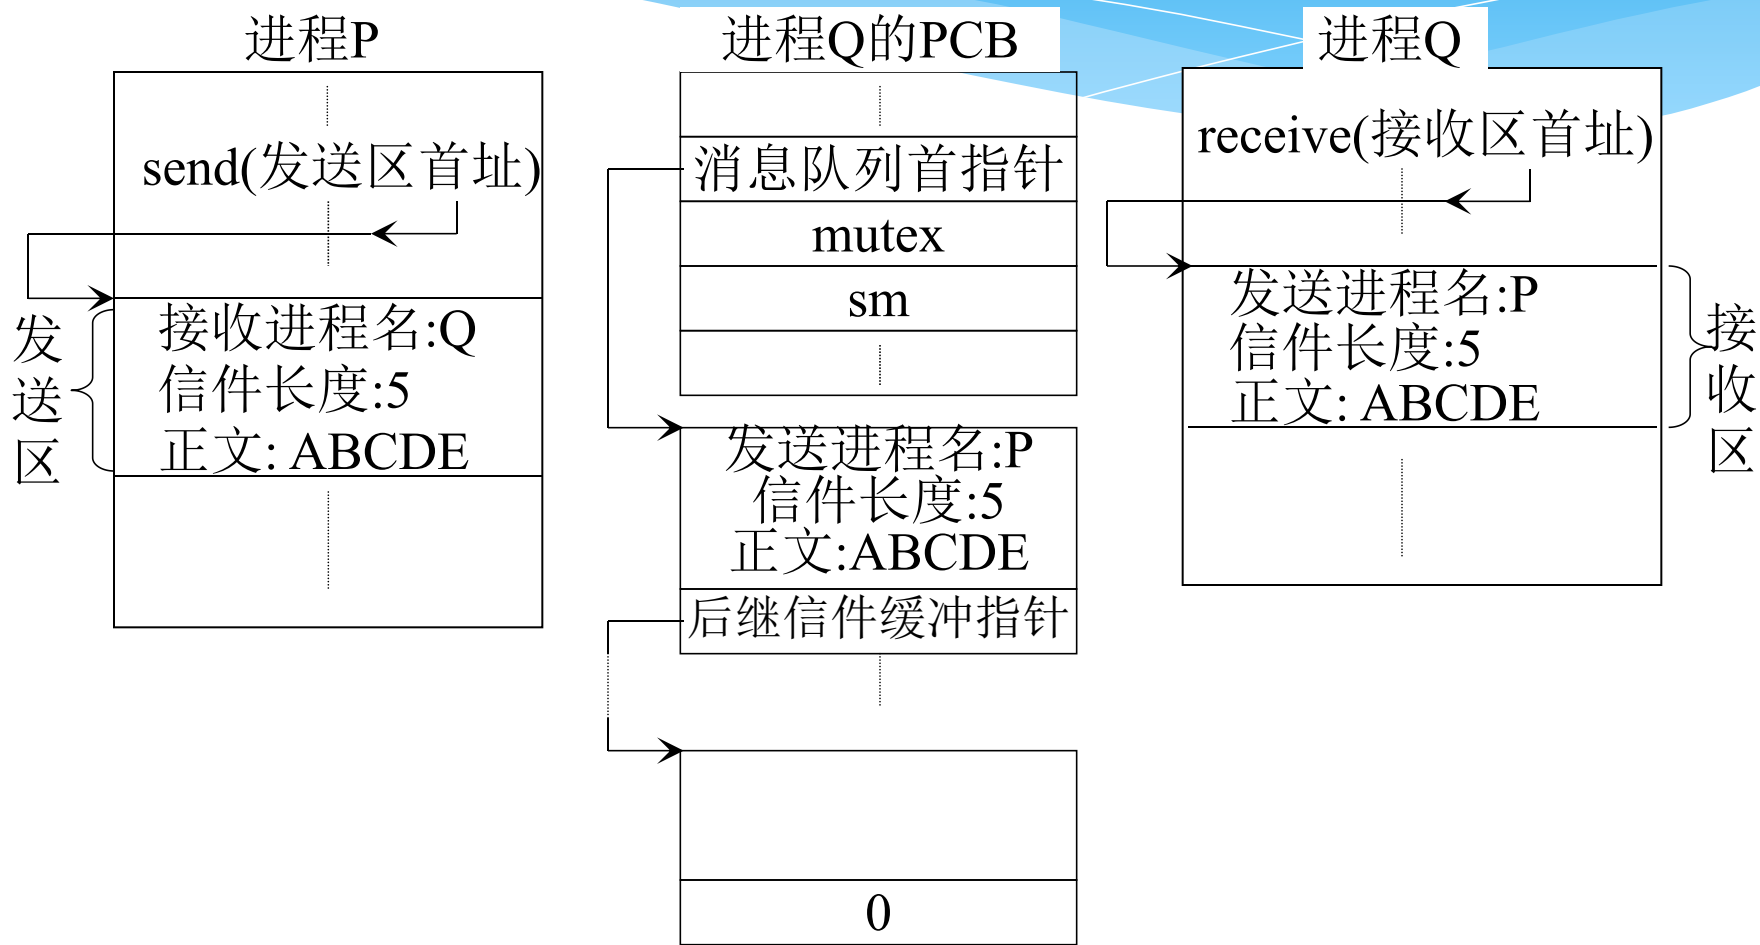 进程P
send(发送区首址)
发送区
接收进程名:Q
信件长度:5
正文: ABCDE
进程Q的PCB
消息队列首指针
mutex
sm
发送进程名:P
信件长度:5
正文:ABCDE
后继信件缓冲指针
0
进程Q
receive(接收区首址)
发送进程名:P
信件长度:5
正文: ABCDE
接收区